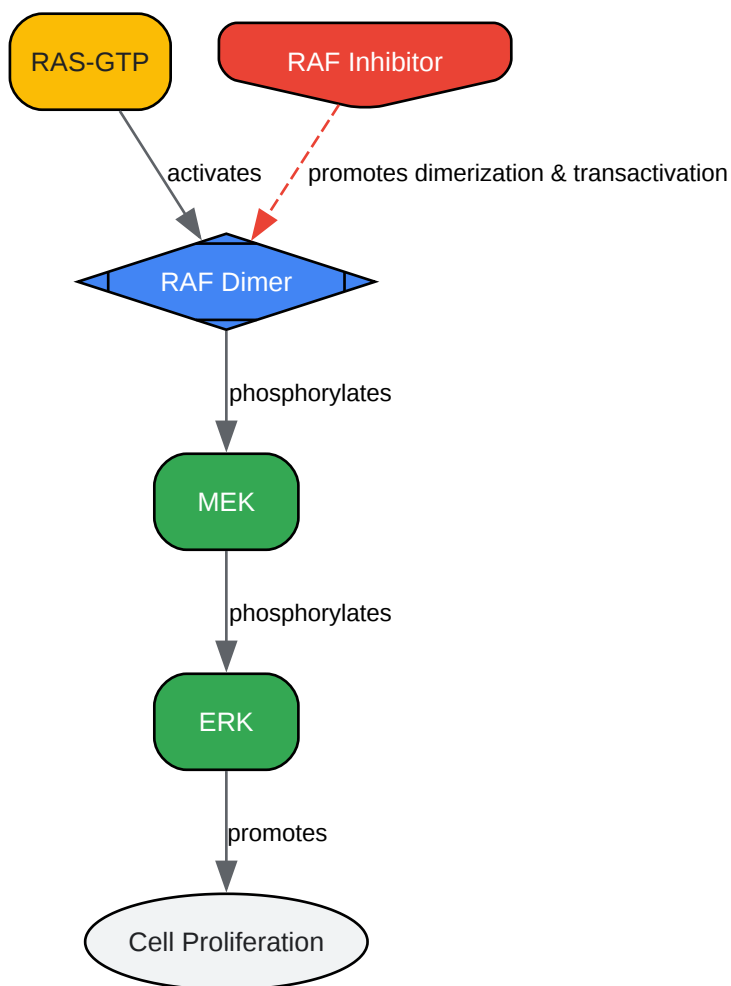 RAS-GTP
RAF Inhibitor
activates
promotes dimerization & transactivation
RAF Dimer
phosphorylates
MEK
phosphorylates
ERK
promotes
Cell Proliferation